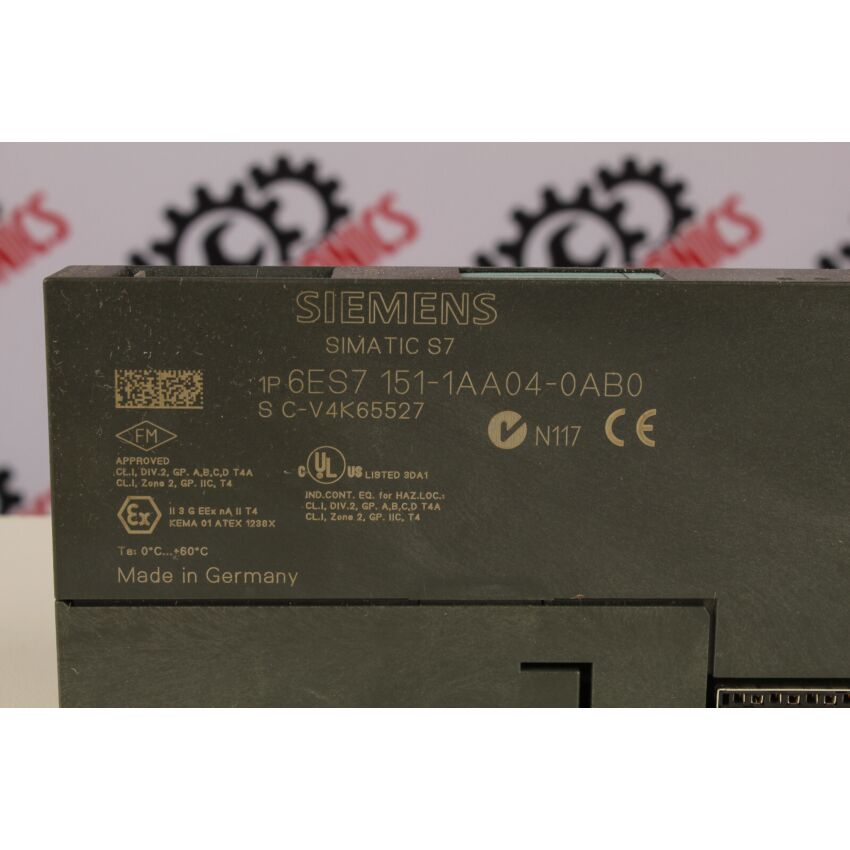 SIEMENS
SIMATIC S7
1P 6ES7 151-1AA04-0AB0
S C-V4K65527
N117 CE
FM
APPROVED
CL.I, DIV.2, GP. A,B,C,D T4A
CL.I, Zone 2, GP. IIC, T4
C UL US LISTED 3DA1
IND.CONT. EQ. for HAZ.LOC.:
CL.I, DIV.2, GP. A,B,C,D T4A
CL.I, Zone 2, GP. IIC, T4
Ex
II 3 G EEx nA II T4
KEMA 01 ATEX 1238X
TB: 0°C...+60°C
Made in Germany